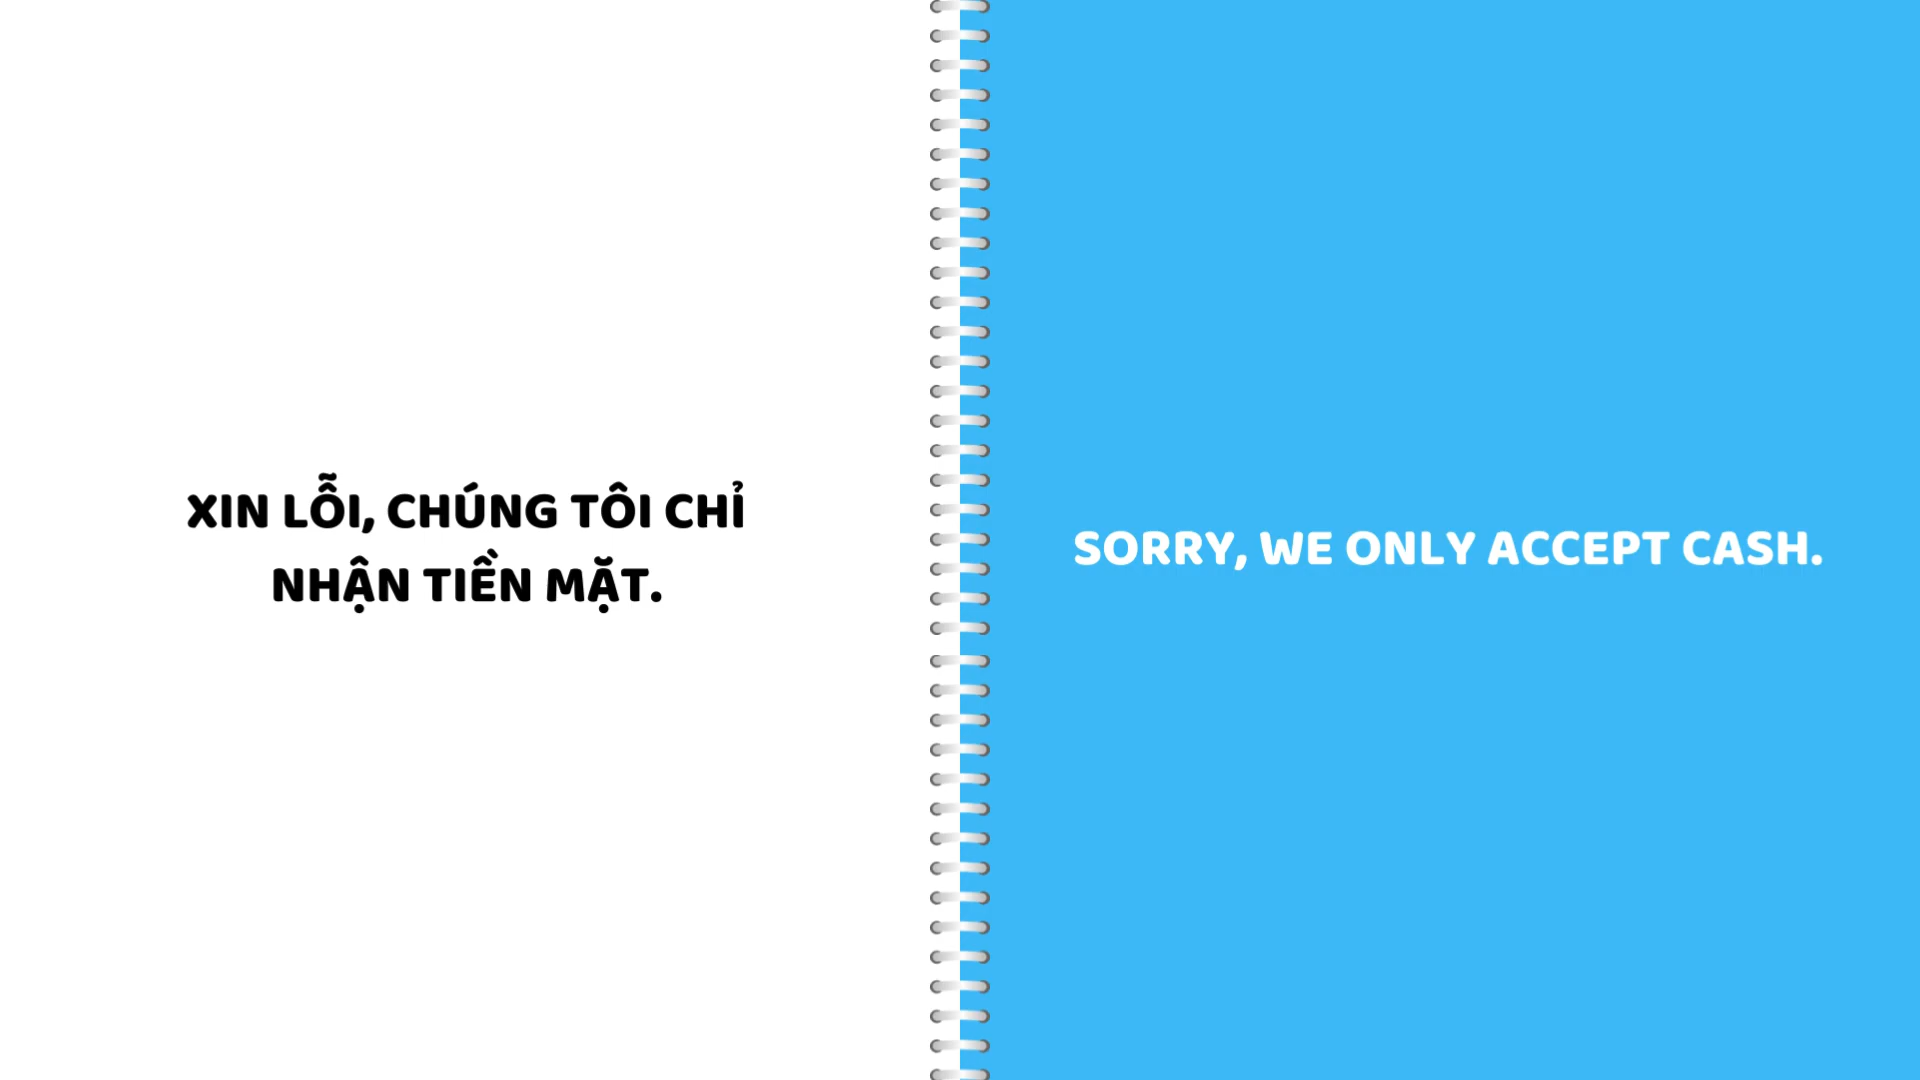 XIN LỖI, CHÚNG TÔI CHỈ
NHẬN TIỀN MẶT.
SORRY, WE ONLY ACCEPT CASH.